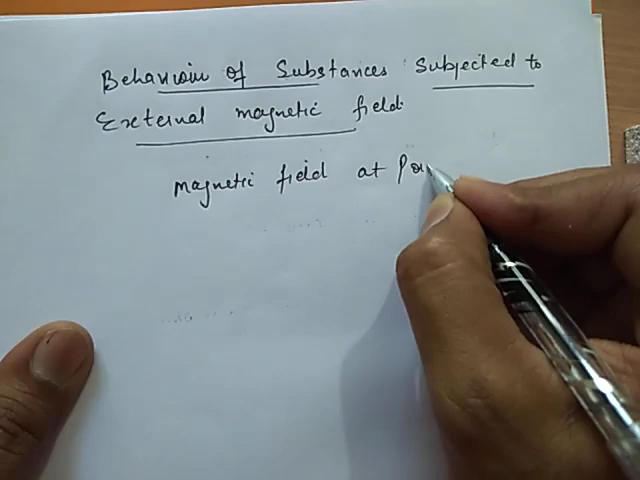 Behaviour of Substances Subjected to
External magnetic field.
magnetic field at